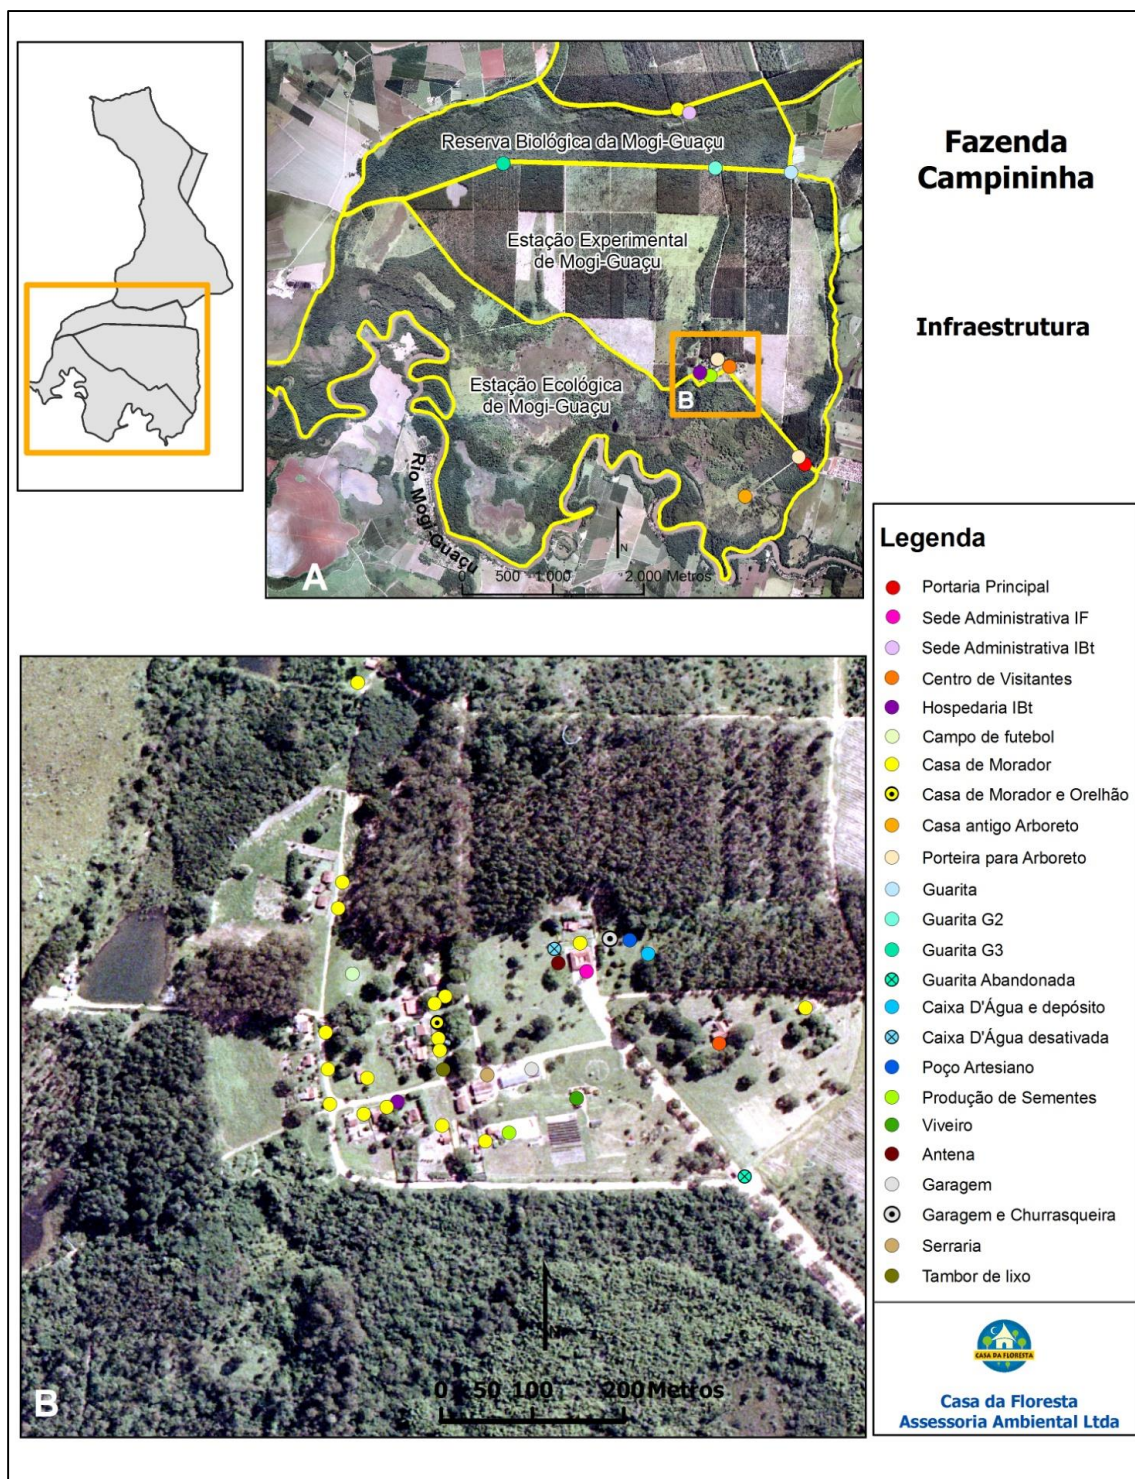 Fazenda
Campininha
Infraestrutura
Reserva Biológica da Mogi-Guaçu
Estação Experimental
de Mogi-Guaçu
Estação Ecológica
de Mogi-Guaçu
B
Rio Mogi-Guaçu
N
A
0 500 1.000 2.000 Metros
Legenda
Portaria Principal
Sede Administrativa IF
Sede Administrativa IBt
Centro de Visitantes
Hospedaria IBt
Campo de futebol
Casa de Morador
Casa de Morador e Orelhão
Casa antigo Arboreto
Porteira para Arboreto
Guarita
Guarita G2
Guarita G3
Guarita Abandonada
Caixa D'Água e depósito
Caixa D'Água desativada
Poço Artesiano
Produção de Sementes
Viveiro
Antena
Garagem
Garagem e Churrasqueira
Serraria
Tambor de lixo
CASA DA FLORESTA
Casa da Floresta
Assessoria Ambiental Ltda
N
0 50 100 200 Metros
B